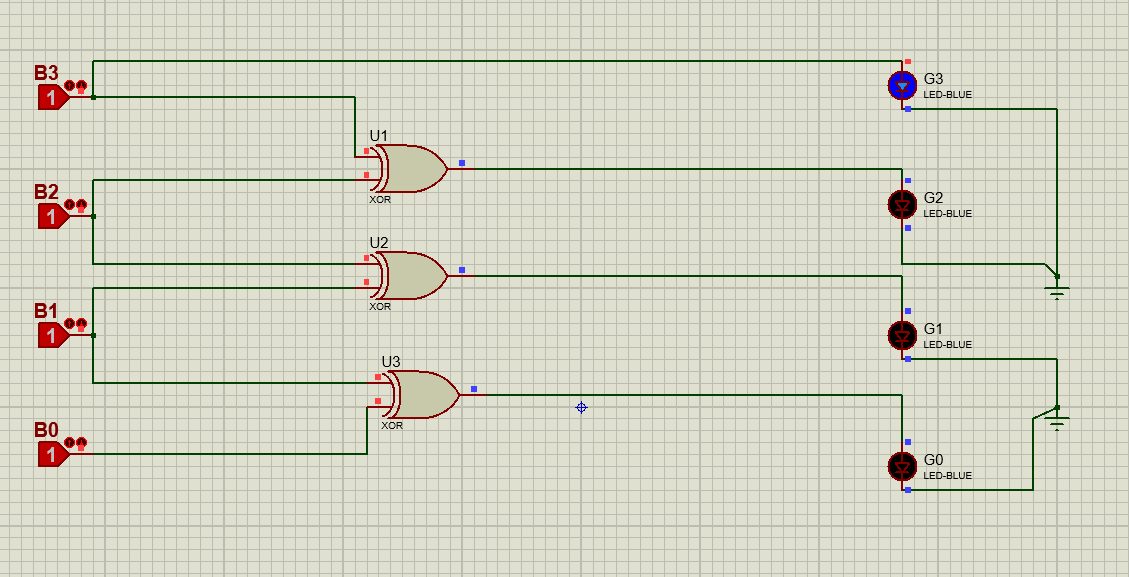 B3
1
G3
LED-BLUE
U1
XOR
B2
1
G2
LED-BLUE
U2
XOR
B1
1
G1
LED-BLUE
U3
XOR
B0
1
G0
LED-BLUE